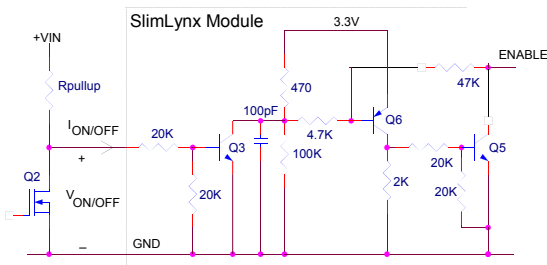 SlimLynx Module
+VIN
3.3V
ENABLE
Rpullup
470
47K
100pF
Q6
I ON/OFF
20K
Q3
4.7K
Q5
+
100K
20K
Q2
20K
2K
20K
V ON/OFF
–
GND